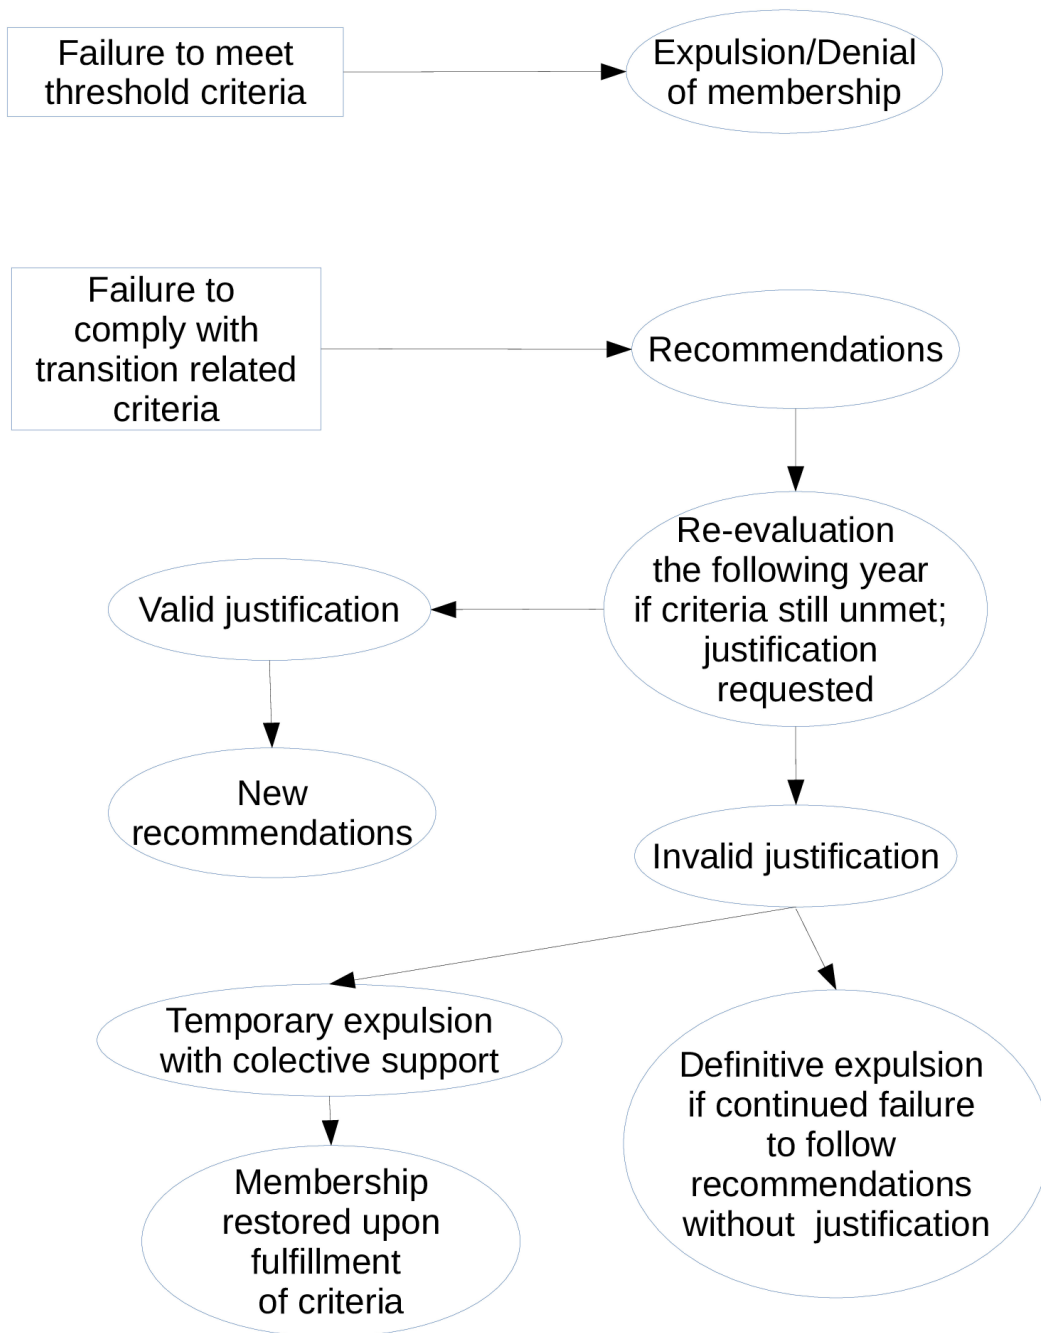 Failure to meet
threshold criteria
Expulsion/Denial
of membership
Failure to
comply with
transition related
criteria
Recommendations
Re-evaluation
the following year
if criteria still unmet;
justification
requested
Valid justification
New
recommendations
Invalid justification
Temporary expulsion
with colective support
Definitive expulsion
if continued failure
to follow
recommendations
without justification
Membership
restored upon
fulfillment
of criteria